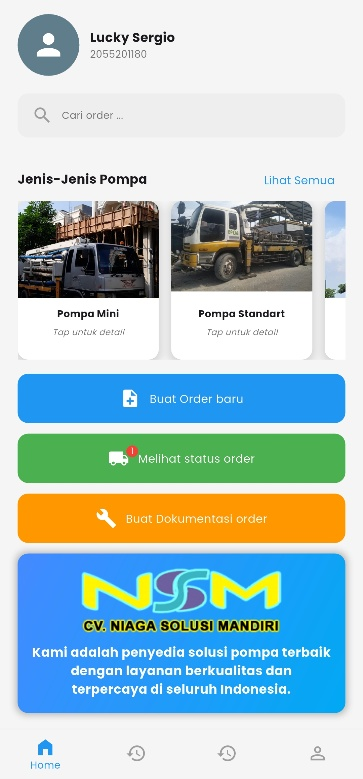 Lucky Sergio
2055201180
Cari order ...
Jenis-Jenis Pompa
Lihat Semua
Pompa Mini
Tap untuk detail
Pompa Standart
Tap untuk detail
Buat Order baru
1
Melihat status order
Buat Dokumentasi order
NSM
CV. NIAGA SOLUSI MANDIRI
Kami adalah penyedia solusi pompa terbaik
dengan layanan berkualitas dan
terpercaya di seluruh Indonesia.
Home